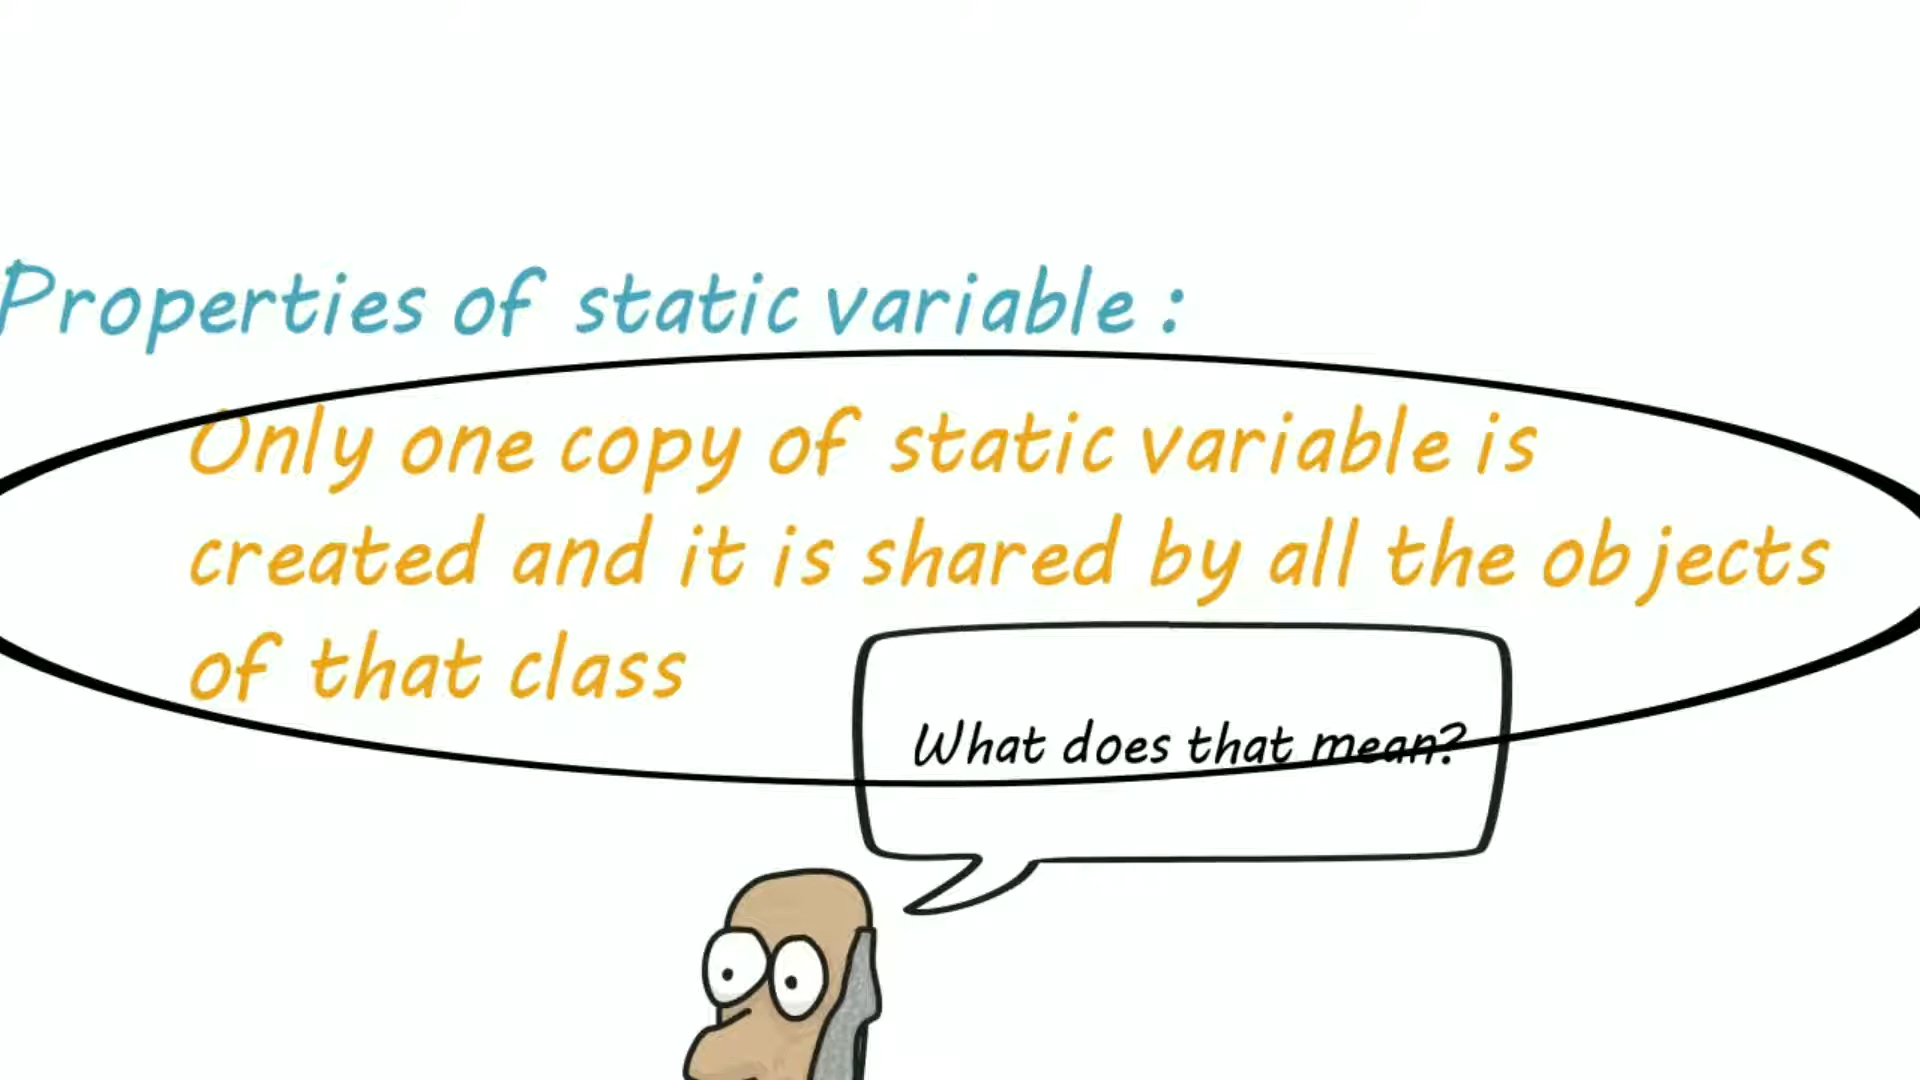 Properties of static variable :
Only one copy of static variable is
created and it is shared by all the objects
of that class
What does that mean?